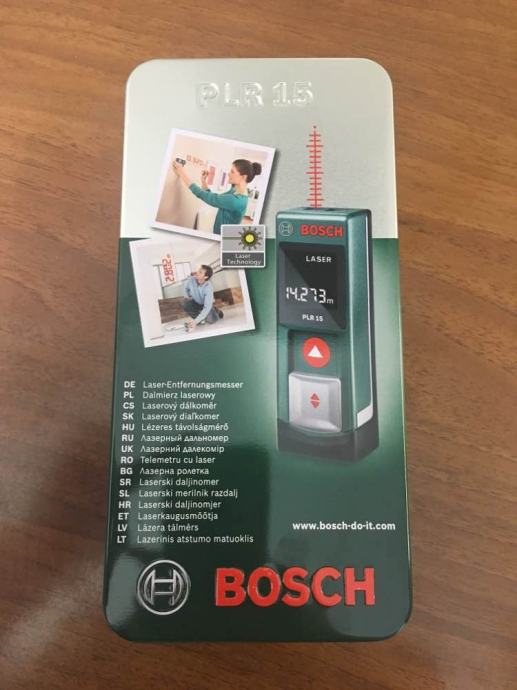 PLR 15
BOSCH
LASER
14.273m
PLR 15
2.802
Laser
Technology
DE Laser-Entfernungsmesser
PL Dalmierz laserowy
CS Laserový dálkoměr
SK Laserový diaľkomer
HU Lézeres távolságmérő
RU Лазерный дальномер
UK Лазерний далекомір
RO Telemetru cu laser
BG Лазерна ролетка
SR Laserski daljinomer
SL Laserski merilnik razdalj
HR Laserski daljinomjer
ET Laserkaugusmõõtja
LV Lāzera tālmērs
LT Lazerinis atstumo matuoklis
www.bosch-do-it.com
BOSCH